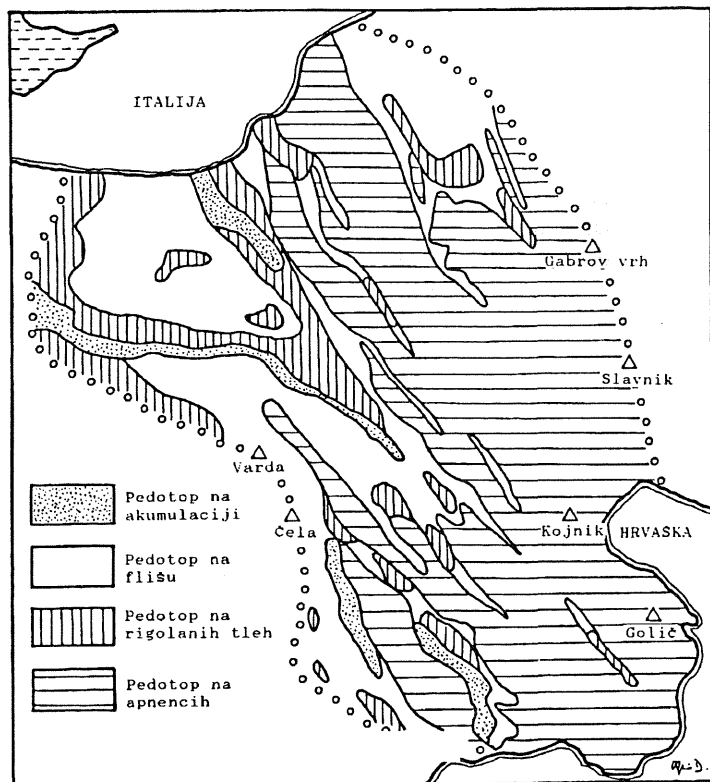 ITALIJA
Gabrov vrh
Slavnik
Varda
Čela
Kojnik
HRVAŠKA
Golič
Pedotop na
akumulaciji
Pedotop na
flišu
Pedotop na
rigolanih tleh
Pedotop na
apnencih